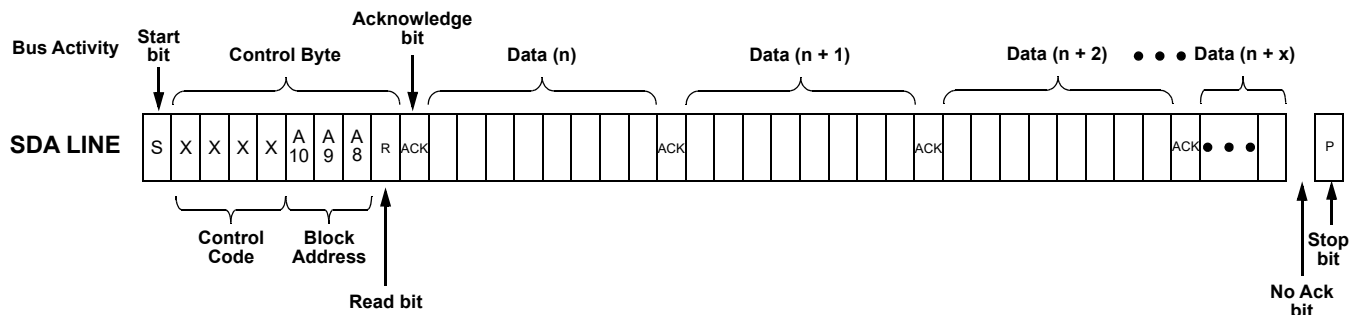 Bus Activity
Start
bit
Control Byte
Acknowledge
bit
Data (n)
Data (n + 1)
Data (n + 2)
• • •
Data (n + x)
SDA LINE
S
X
X
X
X
A
10
A
9
A
8
R
ACK
ACK
ACK
ACK
• • •
P
Control
Code
Block
Address
Read bit
No Ack
bit
Stop
bit